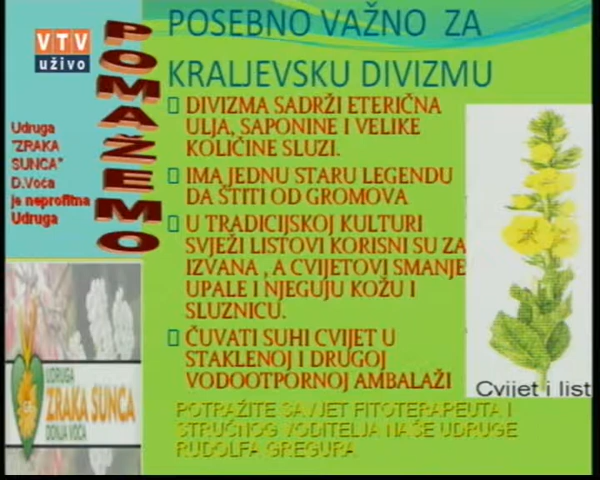 POSEBNO VAŽNO ZA
KRALJEVSKU DIVIZMU
VTV
uživo
POMAŽEMO
Udruga
"ZRAKA
SUNCA"
D.Voća
je neprofitna
Udruga
DIVIZMA SADRŽI ETERIČNA
ULJA, SAPONINE I VELIKE
KOLIČINE SLUZI.
IMA JEDNU STARU LEGENDU
DA ŠTITI OD GROMOVA
U TRADICIJSKOJ KULTURI
SVJEŽI LISTOVI KORISNI SU ZA
IZVANA , A CVIJETOVI SMANJE
UPALE I NJEGUJU KOŽU I
SLUZNICU.
ČUVATI SUHI CVIJET U
STAKLENOJ I DRUGOJ
VODOOTPORNOJ AMBALAŽI
Cvijet i list
POTRAŽITE SAVJET FITOTERAPEUTA I
STRUČNOG VODITELJA NAŠE UDRUGE
RUDOLFA GREGURA
UDRUGA
ZRAKA SUNCA
DONJA VOĆA